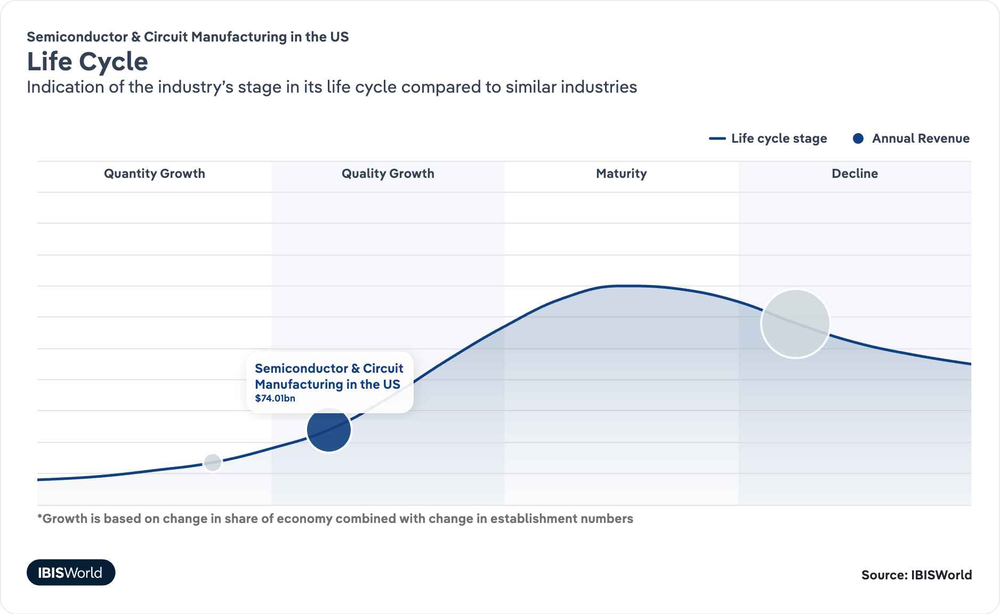 Semiconductor & Circuit Manufacturing in the US
Life Cycle
Indication of the industry’s stage in its life cycle compared to similar industries
Life cycle stage
Annual Revenue
Quantity Growth
Quality Growth
Maturity
Decline
Semiconductor & Circuit
Manufacturing in the US
$74.01bn
*Growth is based on change in share of economy combined with change in establishment numbers
IBISWorld
Source: IBISWorld